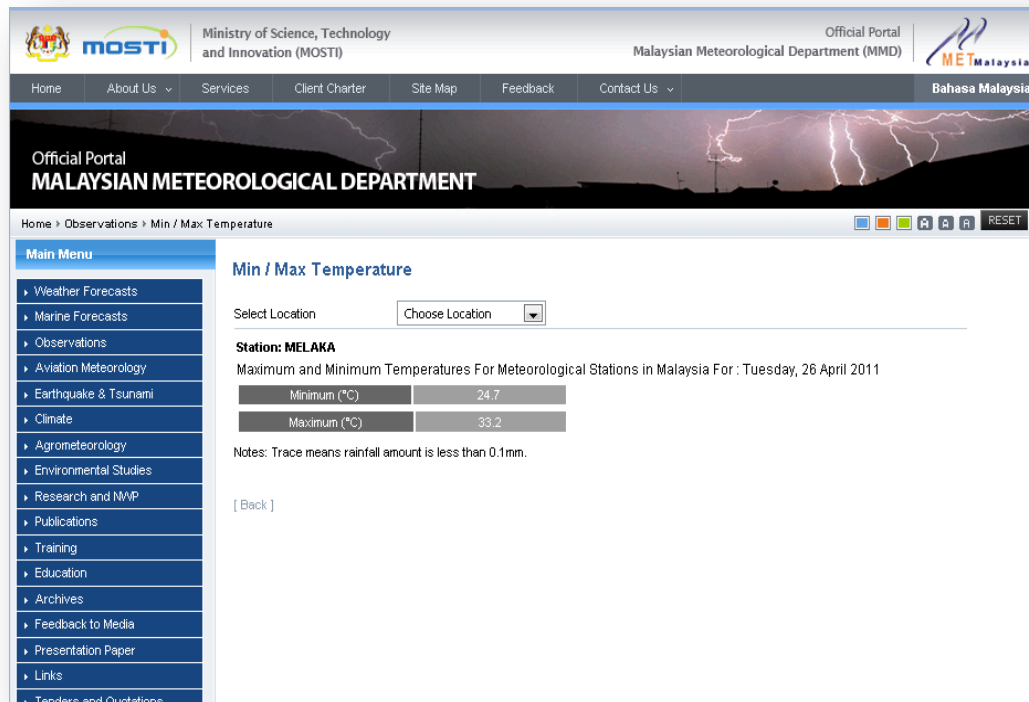 MOSTI
Ministry of Science, Technology
and Innovation (MOSTI)
Official Portal
Malaysian Meteorological Department (MMD)
METMalaysia
Home About Us Services Client Charter Site Map Feedback Contact Us Bahasa Malaysia
Official Portal
MALAYSIAN METEOROLOGICAL DEPARTMENT
Home › Observations › Min / Max Temperature
A A A RESET
Main Menu
Weather Forecasts
Marine Forecasts
Observations
Aviation Meteorology
Earthquake & Tsunami
Climate
Agrometeorology
Environmental Studies
Research and NWP
Publications
Training
Education
Archives
Feedback to Media
Presentation Paper
Links
Tenders and Quotations
Min / Max Temperature
Select Location Choose Location
Station: MELAKA
Maximum and Minimum Temperatures For Meteorological Stations in Malaysia For : Tuesday, 26 April 2011
Minimum (°C) 24.7
Maximum (°C) 33.2
Notes: Trace means rainfall amount is less than 0.1mm.
[ Back ]